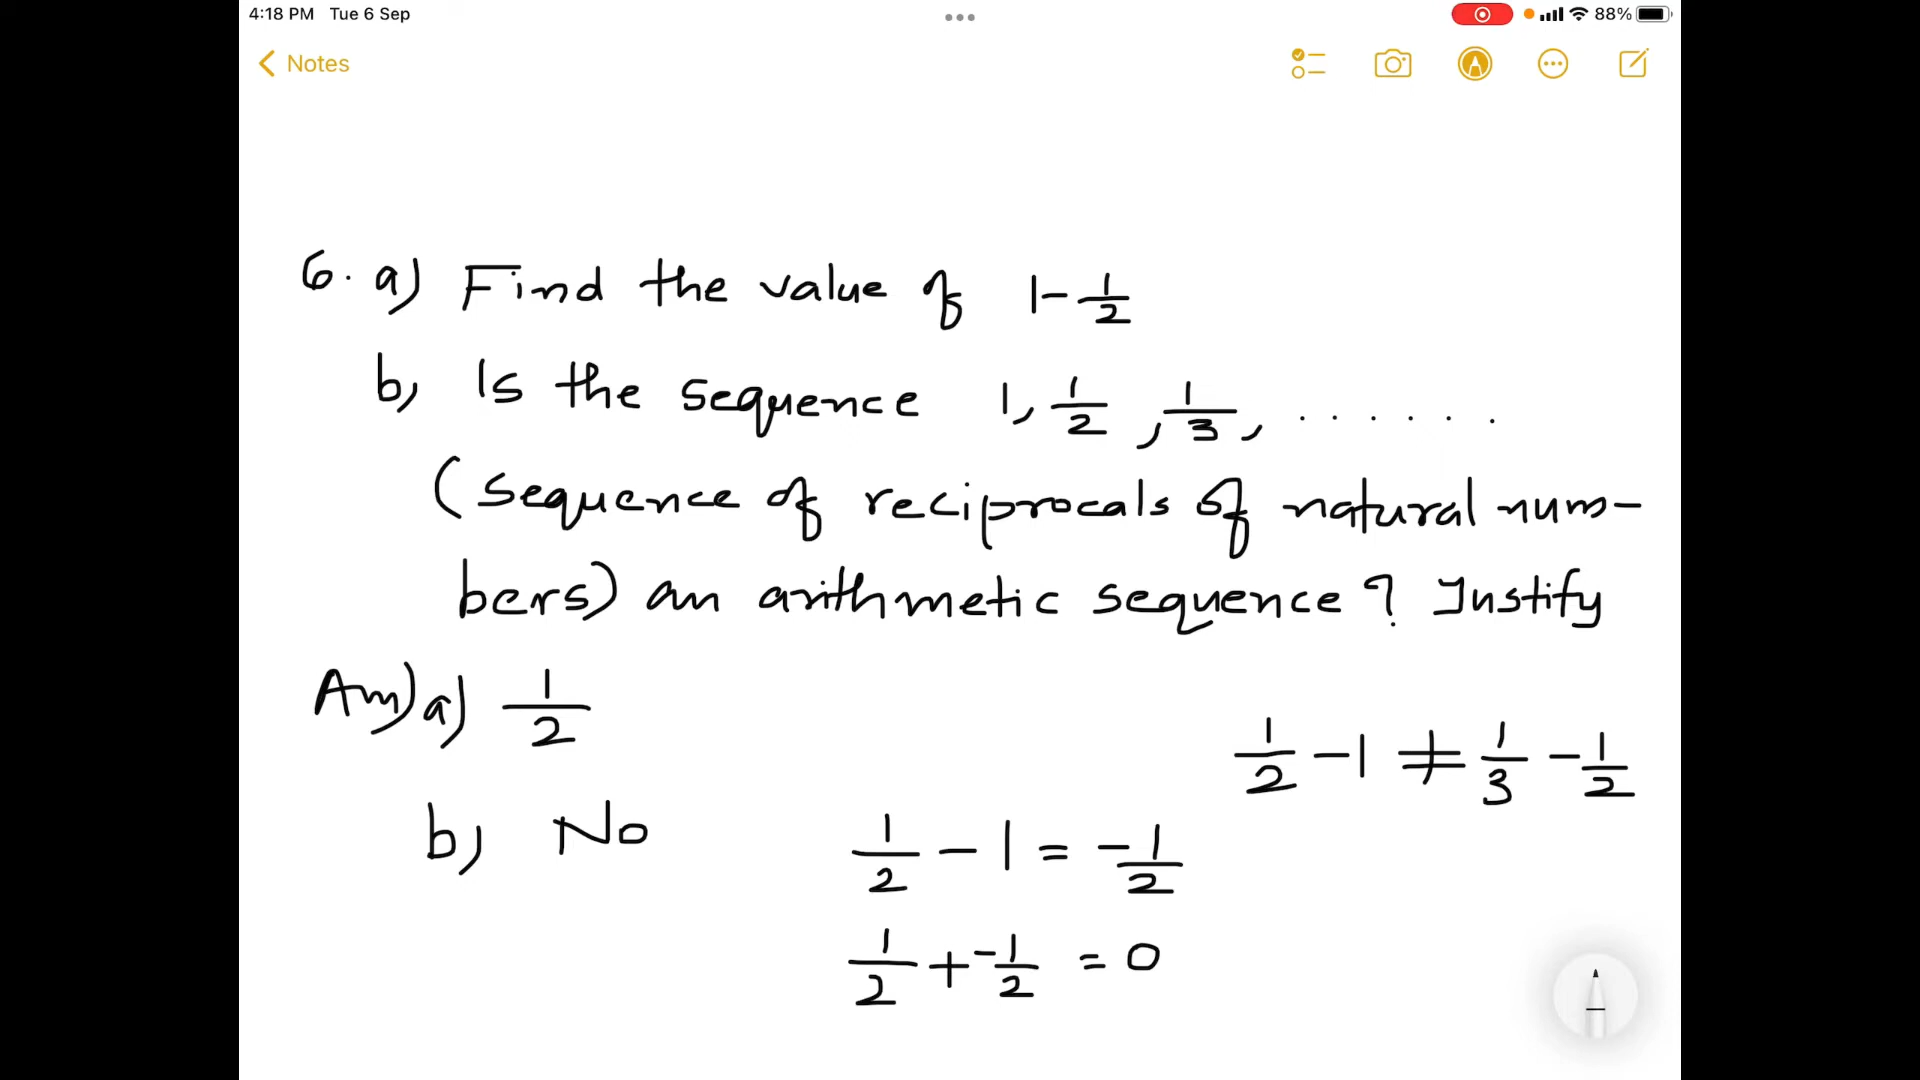 4:18 PM Tue 6 Sep 88%
Notes
6. a) Find the value of 1 - 1/2
b) Is the sequence 1, 1/2, 1/3, .......
(sequence of reciprocals of natural num-
bers) an arithmetic sequence? Justify
Ans) a) 1/2
1/2 - 1 ≠ 1/3 - 1/2
b) No 1/2 - 1 = -1/2
1/2 + -1/2 = 0